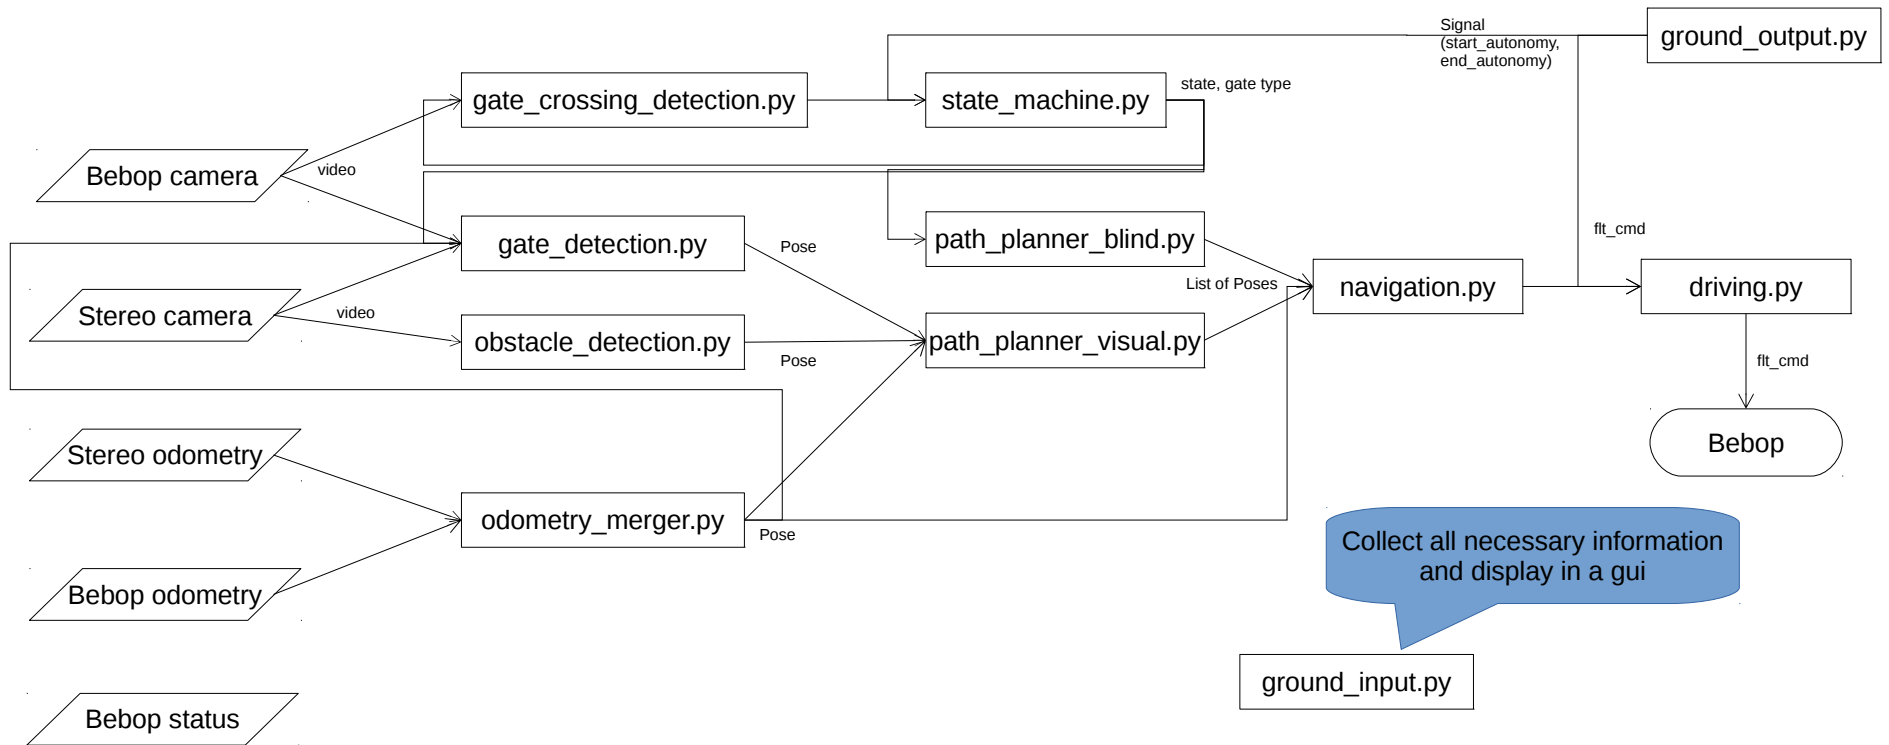 Signal
(start_autonomy,
end_autonomy)
ground_output.py
gate_crossing_detection.py
state_machine.py
state, gate type
Bebop camera
video
gate_detection.py
Pose
path_planner_blind.py
flt_cmd
List of Poses
navigation.py
driving.py
Stereo camera
video
obstacle_detection.py
Pose
path_planner_visual.py
flt_cmd
Stereo odometry
Bebop
odometry_merger.py
Pose
Collect all necessary information
and display in a gui
Bebop odometry
ground_input.py
Bebop status